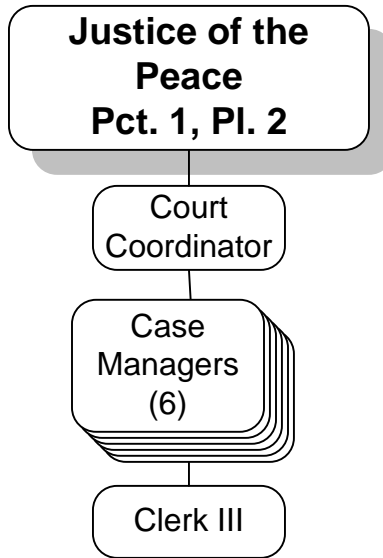 Justice of the
Peace
Pct. 1, Pl. 2
Court
Coordinator
Case
Managers
(6)
Clerk III